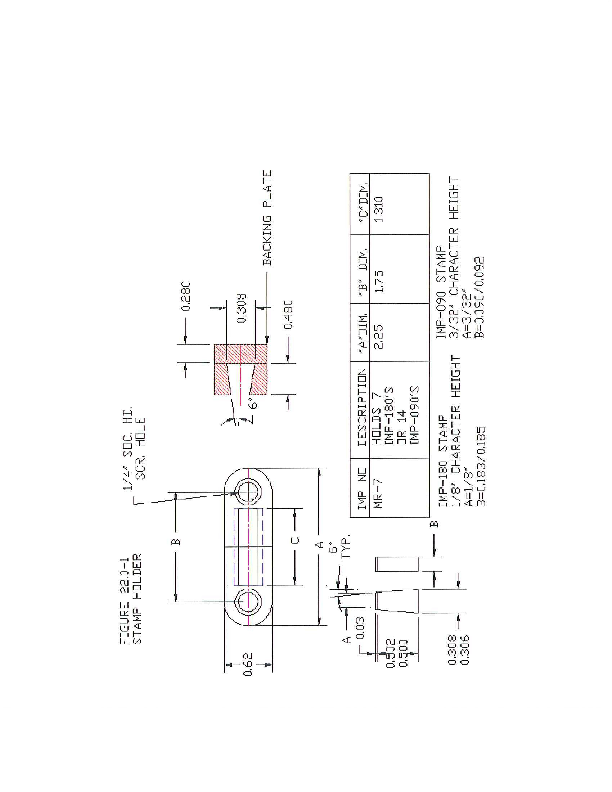 FIGURE 22.0-1
STAMP HOLDER
1/4" SOC. HD.
SCR. HOLE
B
C
A
0.62
0.280
0.308
0.480
6°
BACKING PLATE
6°
TYP.
A
0.03
0.502
0.500
0.308
0.306
B
IMP NO DESCRIPTION "A"DIM. "B" DIM. "C"DIM.
MR-7 HOLDS 7 2.25 1.75 1.310
IMP-180'S
OR 14
IMP-090'S
IMP-180 STAMP
1/8" CHARACTER HEIGHT
A=1/8"
B=0.183/0.185
IMP-090 STAMP
3/32" CHARACTER HEIGHT
A=3/32"
B=0.090/0.092